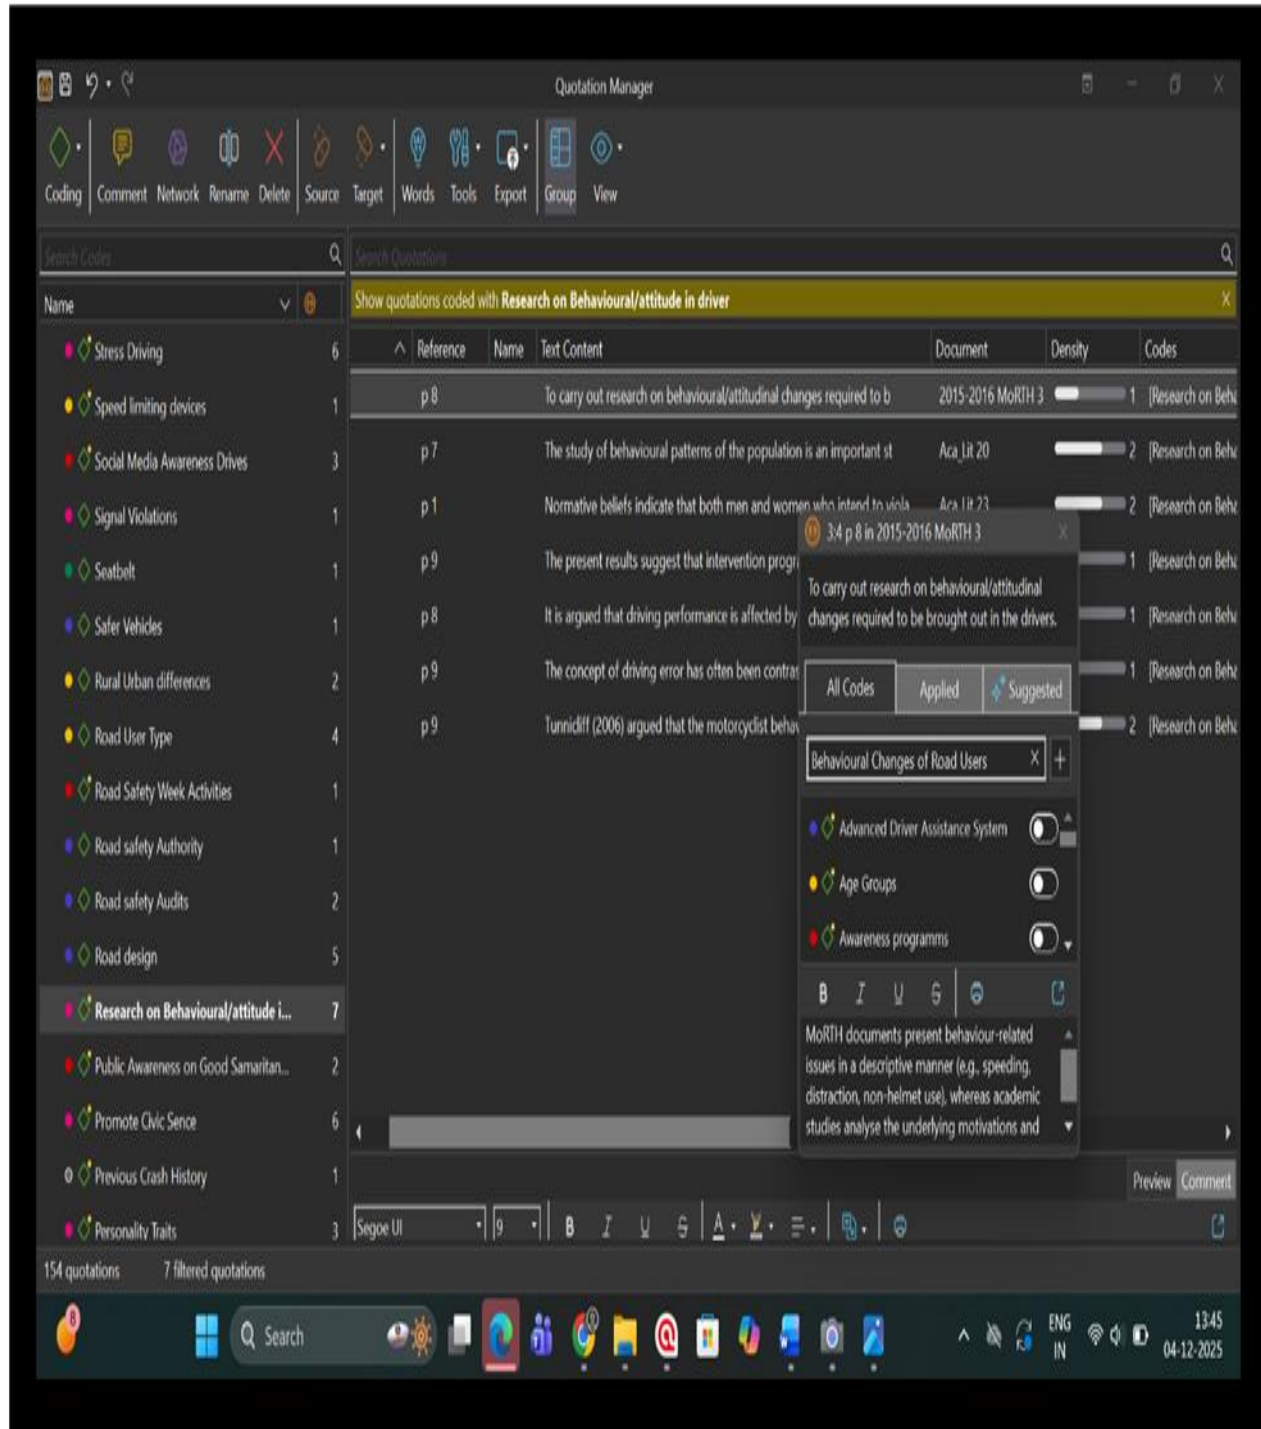 Quotation Manager
Coding Comment Network Rename Delete Source Target Words Tools Export Group View
Search Codes
Search Quotations
Name
Show quotations coded with Research on Behavioural/attitude in driver
Reference Name Text Content Document Density Codes
Stress Driving 6
Speed limiting devices 1
Social Media Awareness Drives 3
Signal Violations 1
Seatbelt 1
Safer Vehicles 1
Rural Urban differences 2
Road User Type 4
Road Safety Week Activities 1
Road safety Authority 1
Road safety Audits 2
Road design 5
Research on Behavioural/attitude i... 7
Public Awareness on Good Samaritan... 2
Promote Civic Sence 6
Previous Crash History 1
Personality Traits 3
p 8 To carry out research on behavioural/attitudinal changes required to b 2015-2016 MoRTH 3 1 [Research on Beha
p 7 The study of behavioural patterns of the population is an important st Aca_Lit 20 2 [Research on Beha
p 1 Normative beliefs indicate that both men and women who intend to viola Aca_Lit 23 2 [Research on Beha
p 9 The present results suggest that intervention progr 1 [Research on Beha
p 8 It is argued that driving performance is affected by 1 [Research on Beha
p 9 The concept of driving error has often been contras 1 [Research on Beha
p 9 Tunnicliff (2006) argued that the motorcyclist behav 2 [Research on Beha
3:4 p 8 in 2015-2016 MoRTH 3
To carry out research on behavioural/attitudinal
changes required to be brought out in the drivers.
All Codes Applied Suggested
Behavioural Changes of Road Users
Advanced Driver Assistance System
Age Groups
Awareness programms
B I U S
MoRTH documents present behaviour-related
issues in a descriptive manner (e.g., speeding,
distraction, non-helmet use), whereas academic
studies analyse the underlying motivations and
Preview Comment
Segoe UI 9 B I U S A
154 quotations 7 filtered quotations
8
Search
ENG
IN
13:45
04-12-2025